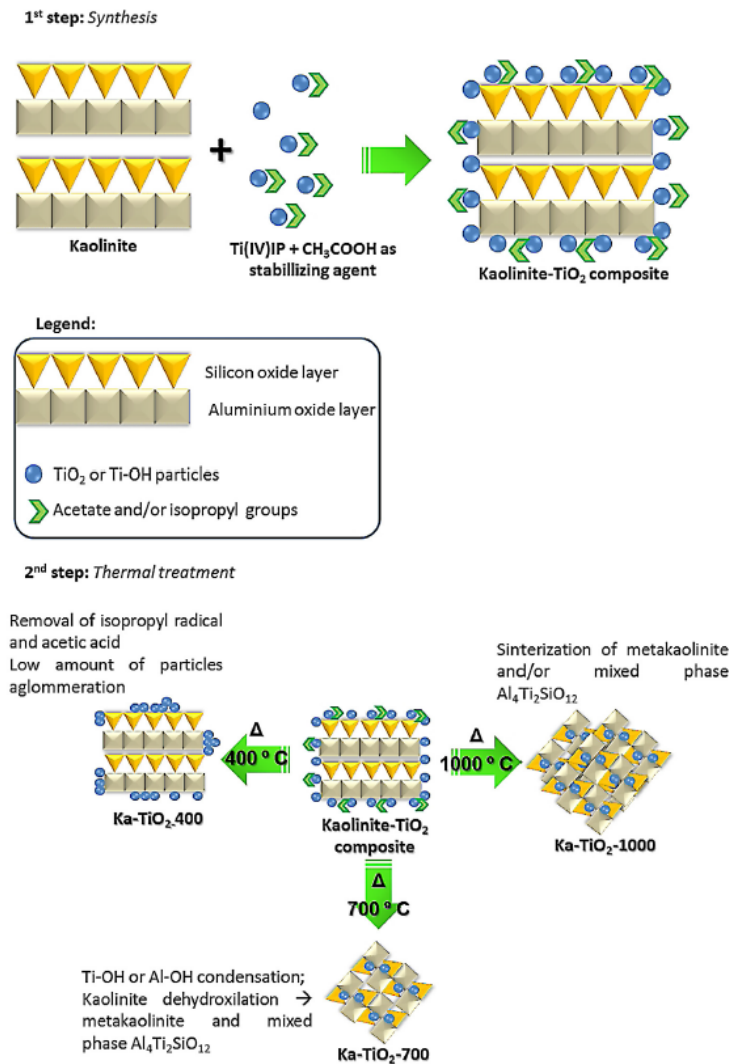 1st step: Synthesis
+
Kaolinite
Ti(IV)IP + CH3COOH as
stabillizing agent
Kaolinite-TiO2 composite
Legend:
Silicon oxide layer
Aluminium oxide layer
TiO2 or Ti-OH particles
Acetate and/or isopropyl groups
2nd step: Thermal treatment
Removal of isopropyl radical
and acetic acid
Low amount of particles
aglommeration
Sinterization of metakaolinite
and/or mixed phase
Al4Ti2SiO12
Δ
400 º C
Δ
1000 º C
Ka-TiO2-400
Kaolinite-TiO2
composite
Ka-TiO2-1000
Δ
700 º C
Ti-OH or Al-OH condensation;
Kaolinite dehydroxilation →
metakaolinite and mixed
phase Al4Ti2SiO12
Ka-TiO2-700